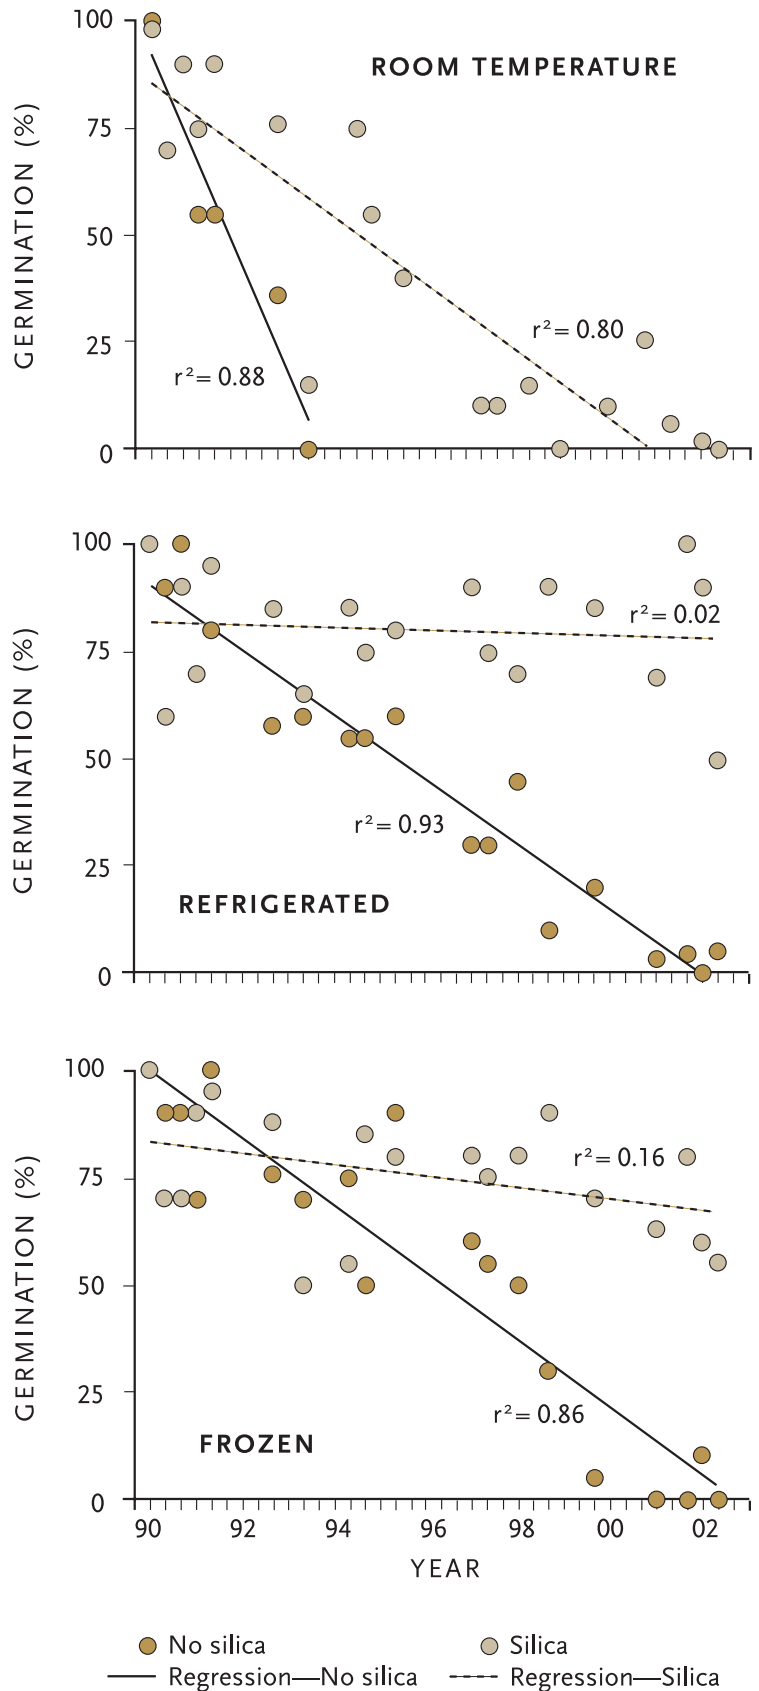 ROOM TEMPERATURE
GERMINATION (%)
100
75
50
25
0
r² = 0.80
r² = 0.88
GERMINATION (%)
100
75
50
25
0
r² = 0.02
r² = 0.93
REFRIGERATED
GERMINATION (%)
100
75
50
25
0
r² = 0.16
r² = 0.86
FROZEN
90 92 94 96 98 00 02
YEAR
No silica Silica
Regression—No silica Regression—Silica